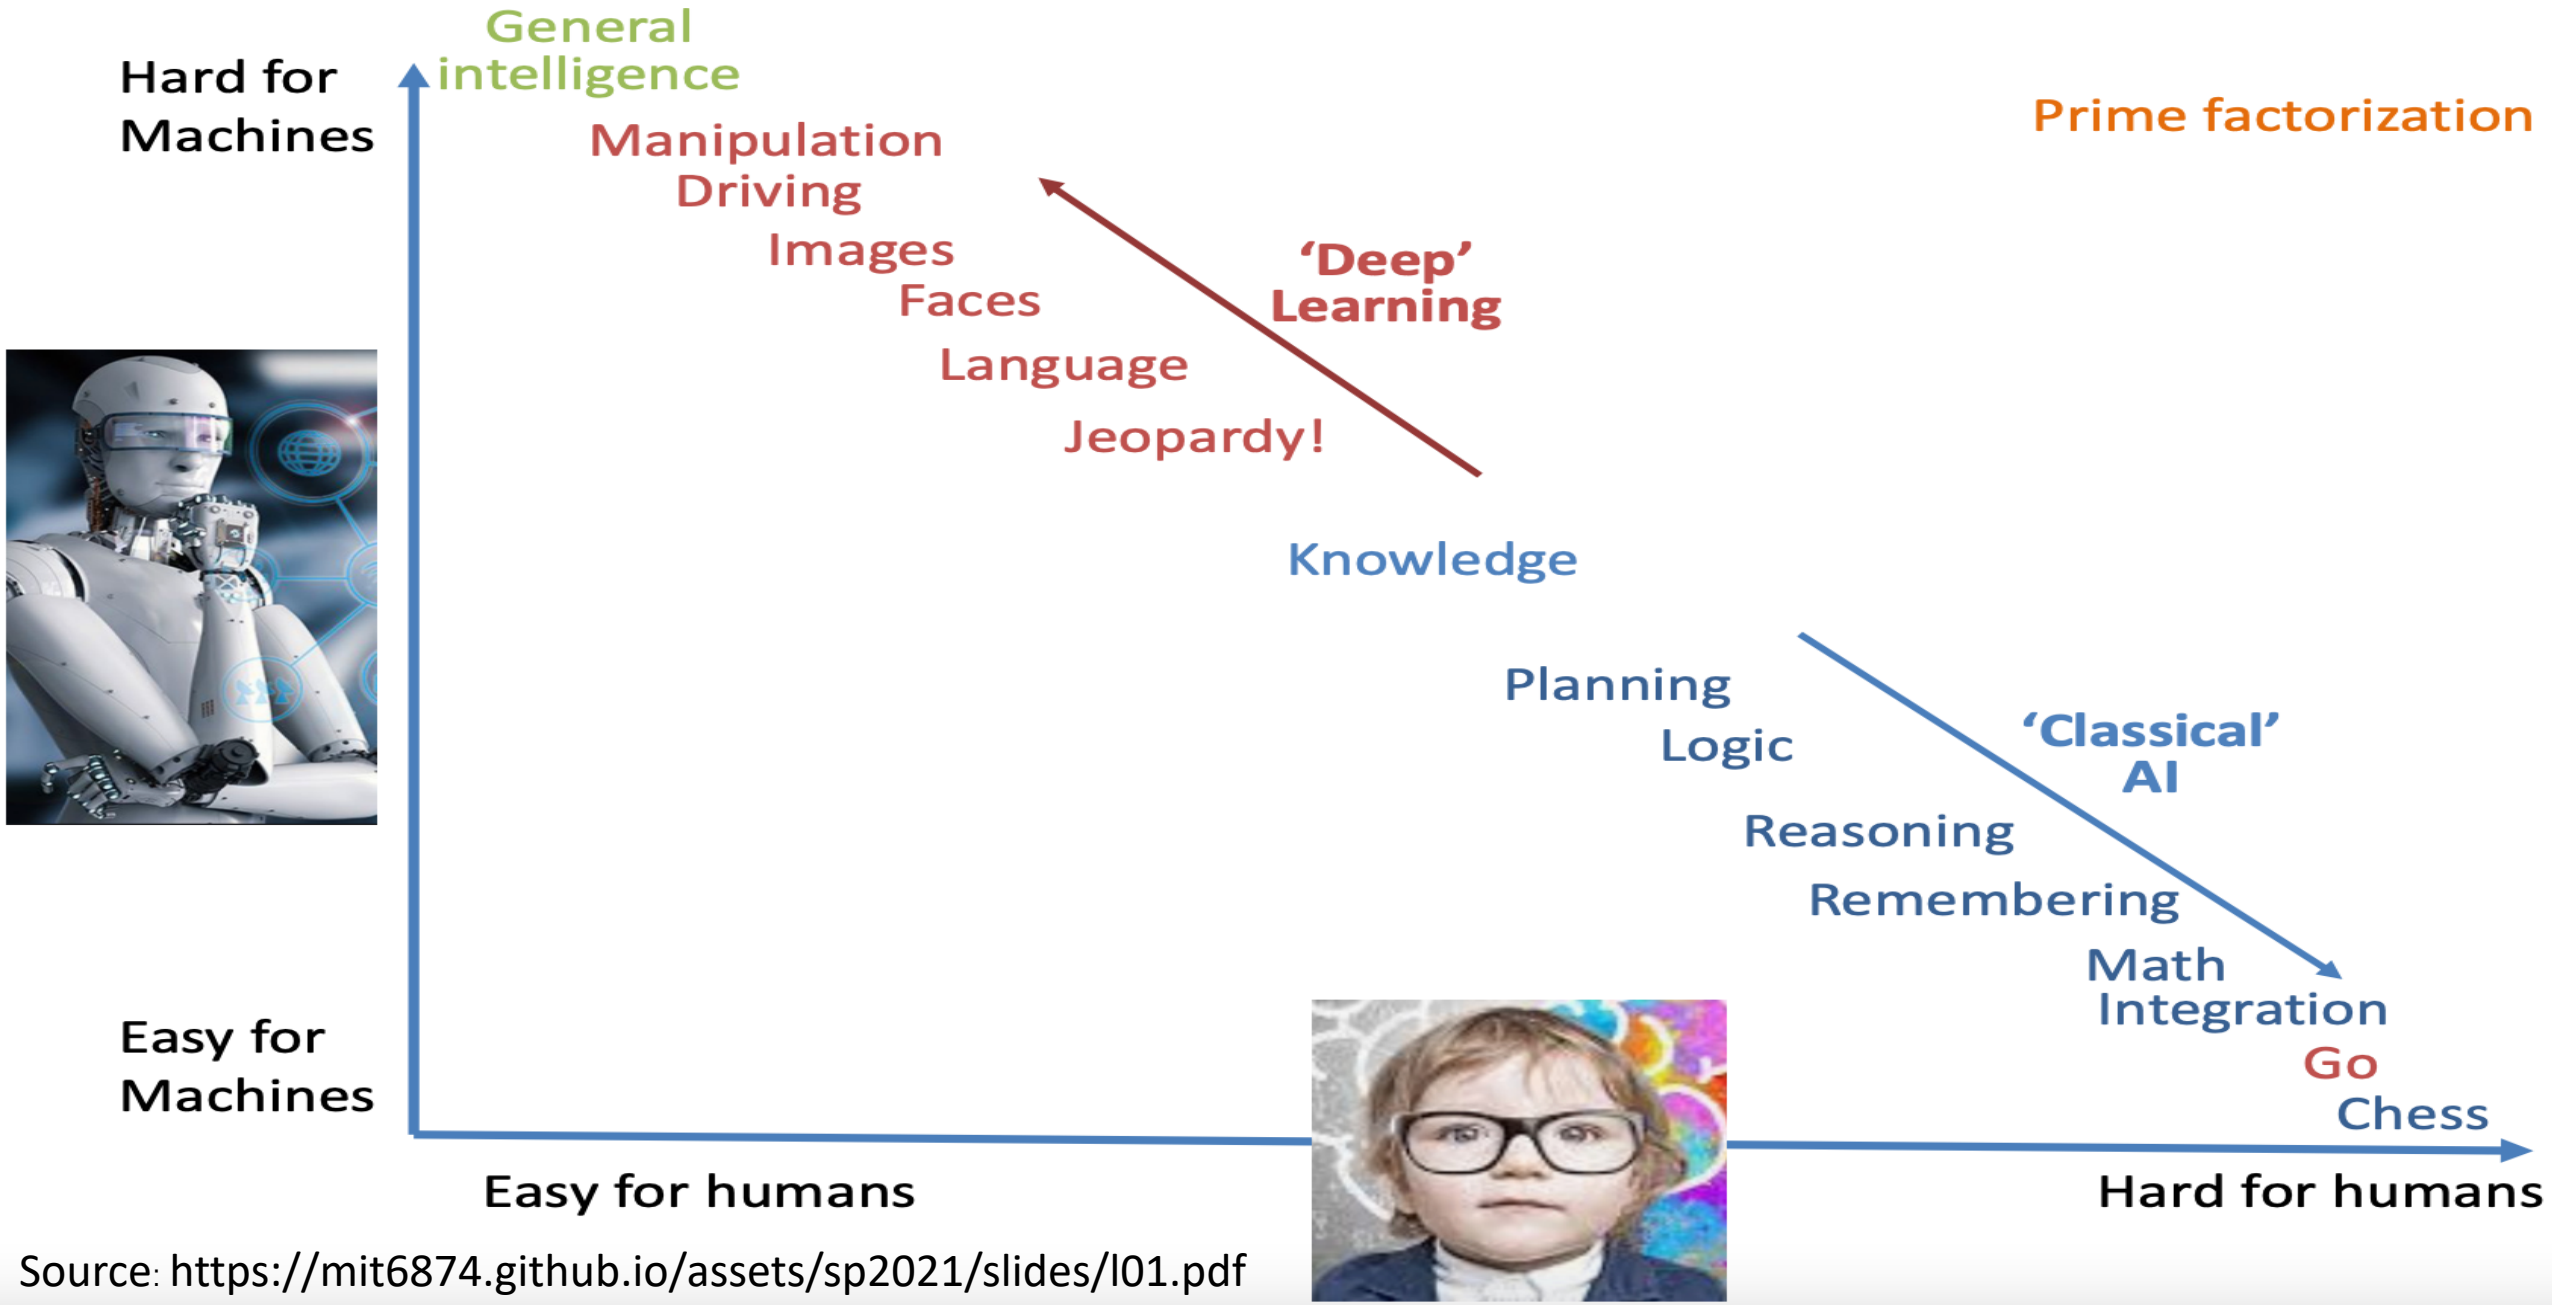 General
intelligence
Hard for
Machines
Prime factorization
Manipulation
Driving
Images
Faces
Language
Jeopardy!
‘Deep’
Learning
Knowledge
Planning
Logic
Reasoning
Remembering
Math
Integration
Go
Chess
‘Classical’
AI
Easy for
Machines
Easy for humans
Hard for humans
Source: https://mit6874.github.io/assets/sp2021/slides/l01.pdf